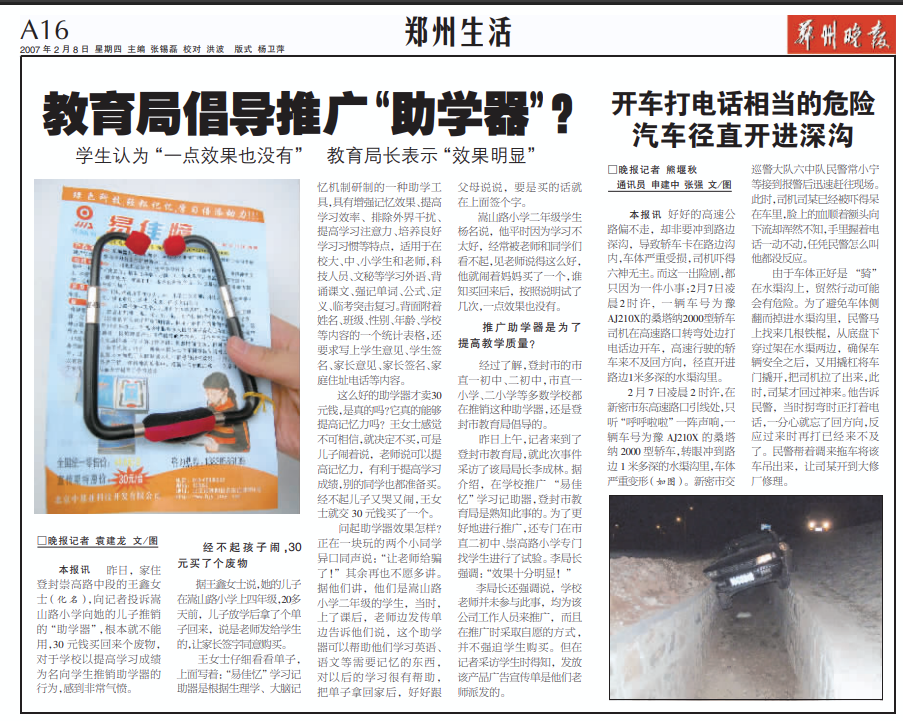 A16
2007年2月8日 星期四 主编 张锡磊 校对 洪波 版式 杨卫萍
郑州生活
郑州晚报
教育局倡导推广“助学器”?
学生认为“一点效果也没有” 教育局长表示“效果明显”
绿色科技,轻松记忆,学习倍添动力!!!
易佳惊
全国统一零售价:
30元/台
□晚报记者 袁建龙 文/图
本报讯 昨日,家住
登封崇高路中段的王鑫女
士(化名),向记者投诉嵩
山路小学向她的儿子推销
的“助学器”,根本就不能
用,30元钱买回来个废物,
对于学校以提高学习成绩
为名向学生推销助学器的
行为,感到非常气愤。
经不起孩子闹,30
元买了个废物
据王鑫女士说,她的儿子
在嵩山路小学上四年级,20多
天前,儿子放学后拿了个单
子回来,说是老师发给学生
的,让家长签字同意购买。
王女士仔细看看单子,
上面写着:“易佳惊”学习记
助器是根据生理学、大脑记
忆机制研制的一种助学工
具,具有增强记忆效果、提高
学习效率、排除外界干扰、
提高学习注意力、培养良好
学习习惯等特点,适用于在
校大、中、小学生和老师,科
技人员、文秘等学习外语、背
诵课文、强记单词、公式、定
义、临考突击复习,背面附着
姓名、班级、性别、年龄、学校
等内容的一个统计表格,还
要求写上学生意见、学生签
名、家长意见、家长签名、家
庭住址电话等内容。
这么好的助学器才卖30
元钱,是真的吗?它真的能够
提高记忆力吗?王女士感觉
不可相信,就决定不买,可是
儿子闹着说,老师说可以提
高记忆力,有利于提高学习
成绩,别的同学也都准备买。
经不起儿子又哭又闹,王女
士就交30元钱买了一个。
问起助学器效果怎样?
正在一块玩的两个小同学
异口同声说:“让老师给骗
了!”其余再也不愿多讲。
据他们讲,他们是嵩山路
小学二年级的学生,当时,
上了课后,老师边发传单
边告诉他们说,这个助学
器可以帮助他们学习英语、
语文等需要记忆的东西,
对以后的学习很有帮助,
把单子拿回家后,好好跟
父母说说,要是买的话就
在上面签个字。
嵩山路小学二年级学生
杨名说,他平时因为学习不
太好,经常被老师和同学们
看不起,见老师说得这么好,
他就闹着妈妈买了一个,谁
知买回来后,按照说明试了
几次,一点效果也没有。
推广助学器是为了
提高教学质量?
经过了解,登封市的市
直一初中、二初中,市直一
小学、二小学等多数学校都
在推销这种助学器,还是登
封市教育局倡导的。
昨日上午,记者来到了
登封市教育局,就此次事件
采访了该局局长李成林。据
介绍,在学校推广“易佳
惊”学习记助器,登封市教
育局是熟知此事的。为了更
好地进行推广,还专门在市
直二初中、崇高路小学专门
找学生进行了试验。李局长
强调:“效果十分明显!”
李局长还强调说,学校
老师并未参与此事,均为该
公司工作人员来推广,而且
在推广时采取自愿的方式,
并不强迫学生购买。但在
记者采访学生时得知,发放
该产品广告宣传单是他们老
师派发的。
开车打电话相当的危险
汽车径直开进深沟
□晚报记者 熊堰秋
通讯员 申建中 张强 文/图
本报讯 好好的高速公
路偏不走,却非要冲到路边
深沟,导致轿车卡在路边沟
内,车体严重受损,司机吓得
六神无主。而这一出险剧,都
只因为一件小事:2月7日凌
晨2时许,一辆车号为豫
AJ210X的桑塔纳2000型轿车
司机在高速路口转弯处边打
电话边开车,高速行驶的轿
车来不及回方向,径直开进
路边1米多深的水渠沟里。
2月7日凌晨2时许,在
新密市东高速路口引线处,只
听“呼呼啦啦”一阵声响,一
辆车号为豫AJ210X的桑塔
纳2000型轿车,转眼冲到路
边1米多深的水渠沟里,车体
严重变形(如图)。新密市交
巡警大队六中队民警常小宁
等接到报警后迅速赶往现场。
此时,司机司某已经被吓得呆
在车里,脸上的血顺着额头向
下流却浑然不知,手里握着电
话一动不动,任凭民警怎么叫
他都没反应。
由于车体正好是“骑”
在水渠沟上,贸然行动可能
会有危险。为了避免车体侧
翻而掉进水渠沟里,民警马
上找来几根铁棍,从底盘下
穿过架在水渠两边,确保车
辆安全之后,又用撬杠将车
门撬开,把司机拉了出来,此
时,司某才回过神来。他告诉
民警,当时拐弯时正打着电
话,一分心就忘了回方向,反
应过来时再打已经来不及
了。民警帮着调来拖车将该
车吊出来,让司某开到大修
厂修理。